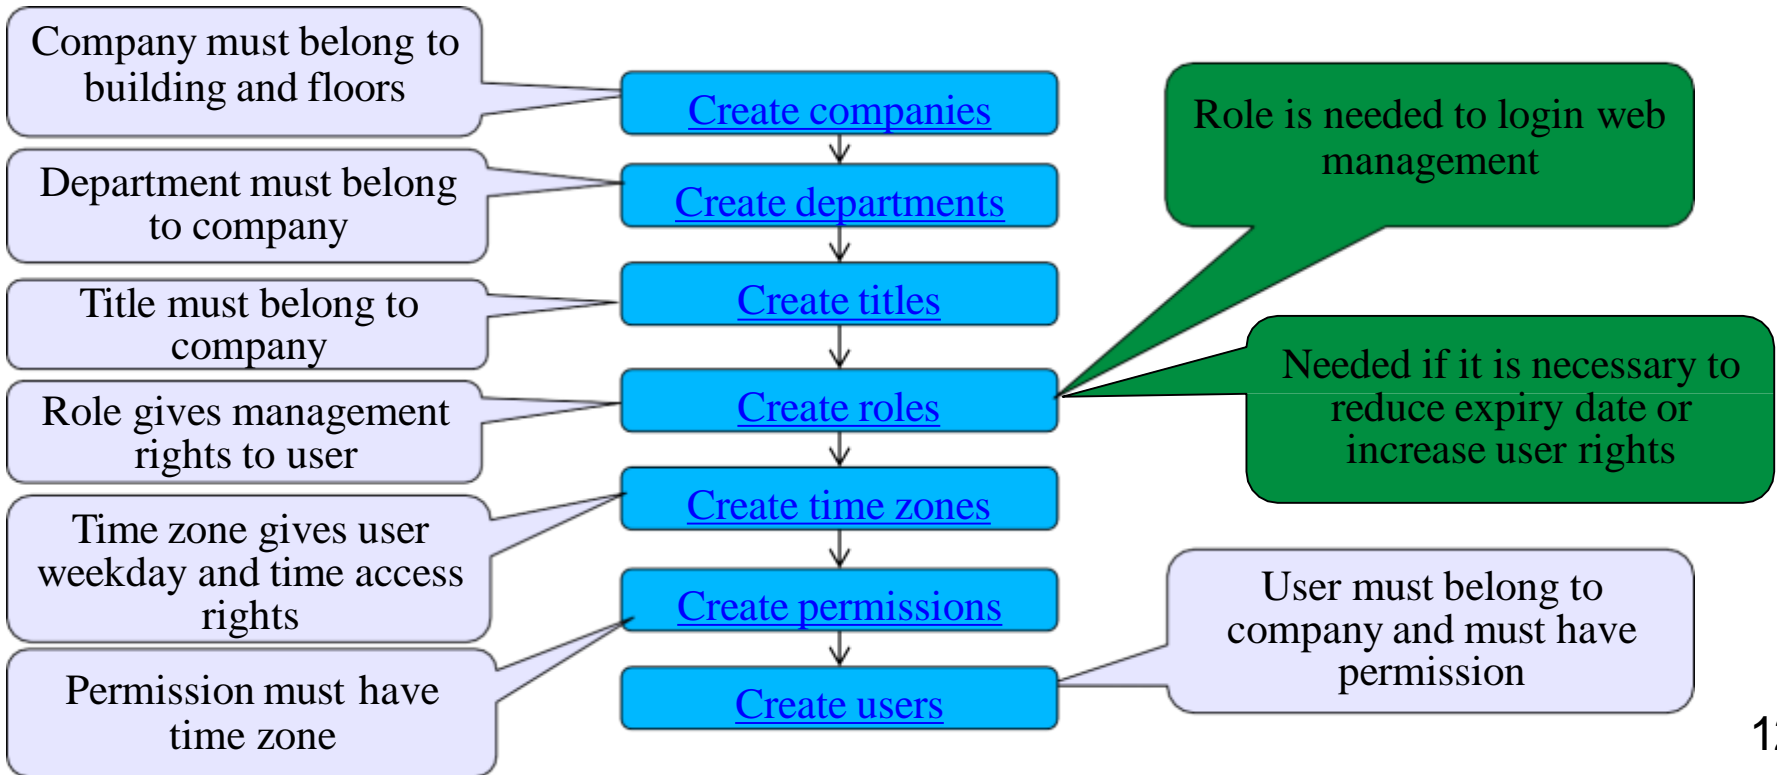 Company must belong to
building and floors
Department must belong
to company
Title must belong to
company
Role gives management
rights to user
Time zone gives user
weekday and time access
rights
Permission must have
time zone
Create companies
Create departments
Create titles
Create roles
Create time zones
Create permissions
Create users
Role is needed to login web
management
Needed if it is necessary to
reduce expiry date or
increase user rights
User must belong to
company and must have
permission